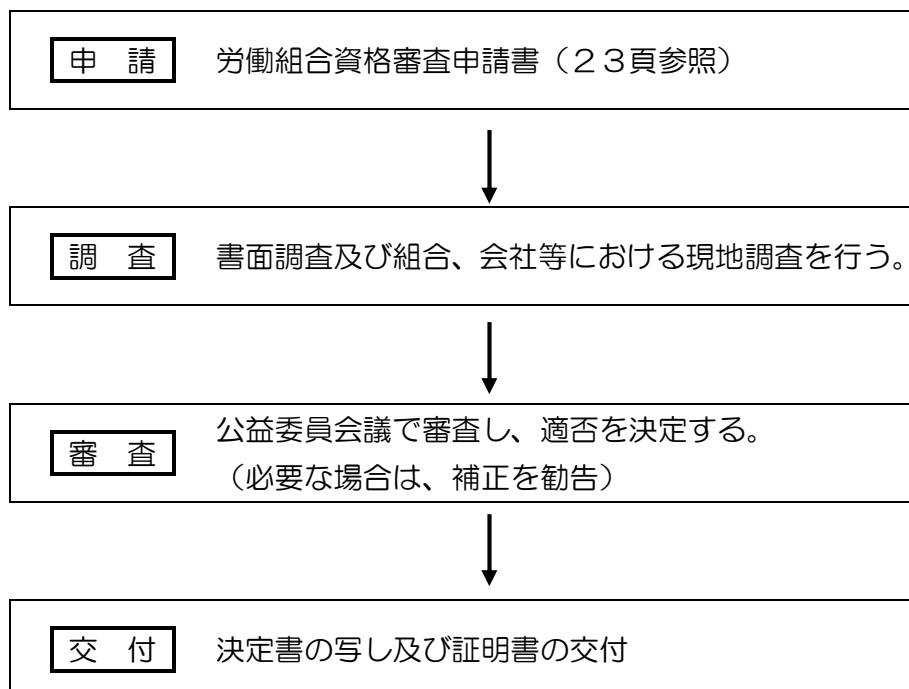 申 請 労働組合資格審査申請書（２３頁参照）
調 査 書面調査及び組合、会社等における現地調査を行う。
審 査 公益委員会議で審査し、適否を決定する。
（必要な場合は、補正を勧告）
交 付 決定書の写し及び証明書の交付